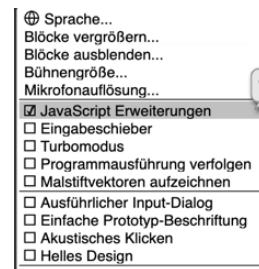 Sprache...
Blöcke vergrößern...
Blöcke ausblenden...
Bühnengröße...
Mikrofonauflösung...
JavaScript Erweiterungen
Eingabeschieber
Turbomodus
Programmausführung verfolgen
Malstiftvektoren aufzeichnen
Ausführlicher Input-Dialog
Einfache Prototyp-Beschriftung
Akustisches Klicken
Helles Design